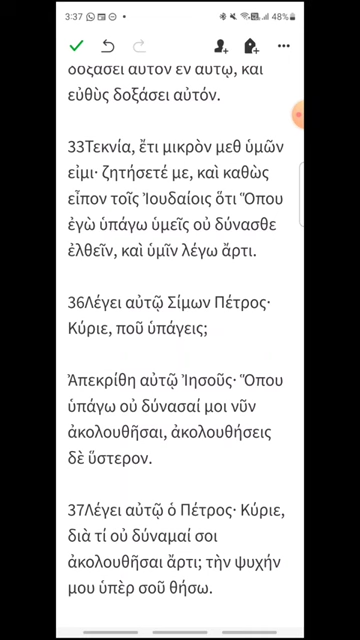 3:37
48%
δοξάσει αὐτὸν ἐν αὑτῷ, καὶ
εὐθὺς δοξάσει αὐτόν.
33Τεκνία, ἔτι μικρὸν μεθ ὑμῶν
εἰμι· ζητήσετέ με, καὶ καθὼς
εἶπον τοῖς Ἰουδαίοις ὅτι Ὅπου
ἐγὼ ὑπάγω ὑμεῖς οὐ δύνασθε
ἐλθεῖν, καὶ ὑμῖν λέγω ἄρτι.
36Λέγει αὐτῷ Σίμων Πέτρος·
Κύριε, ποῦ ὑπάγεις;
Ἀπεκρίθη αὐτῷ Ἰησοῦς· Ὅπου
ὑπάγω οὐ δύνασαί μοι νῦν
ἀκολουθῆσαι, ἀκολουθήσεις
δὲ ὕστερον.
37Λέγει αὐτῷ ὁ Πέτρος· Κύριε,
διὰ τί οὐ δύναμαί σοι
ἀκολουθῆσαι ἄρτι; τὴν ψυχήν
μου ὑπὲρ σοῦ θήσω.